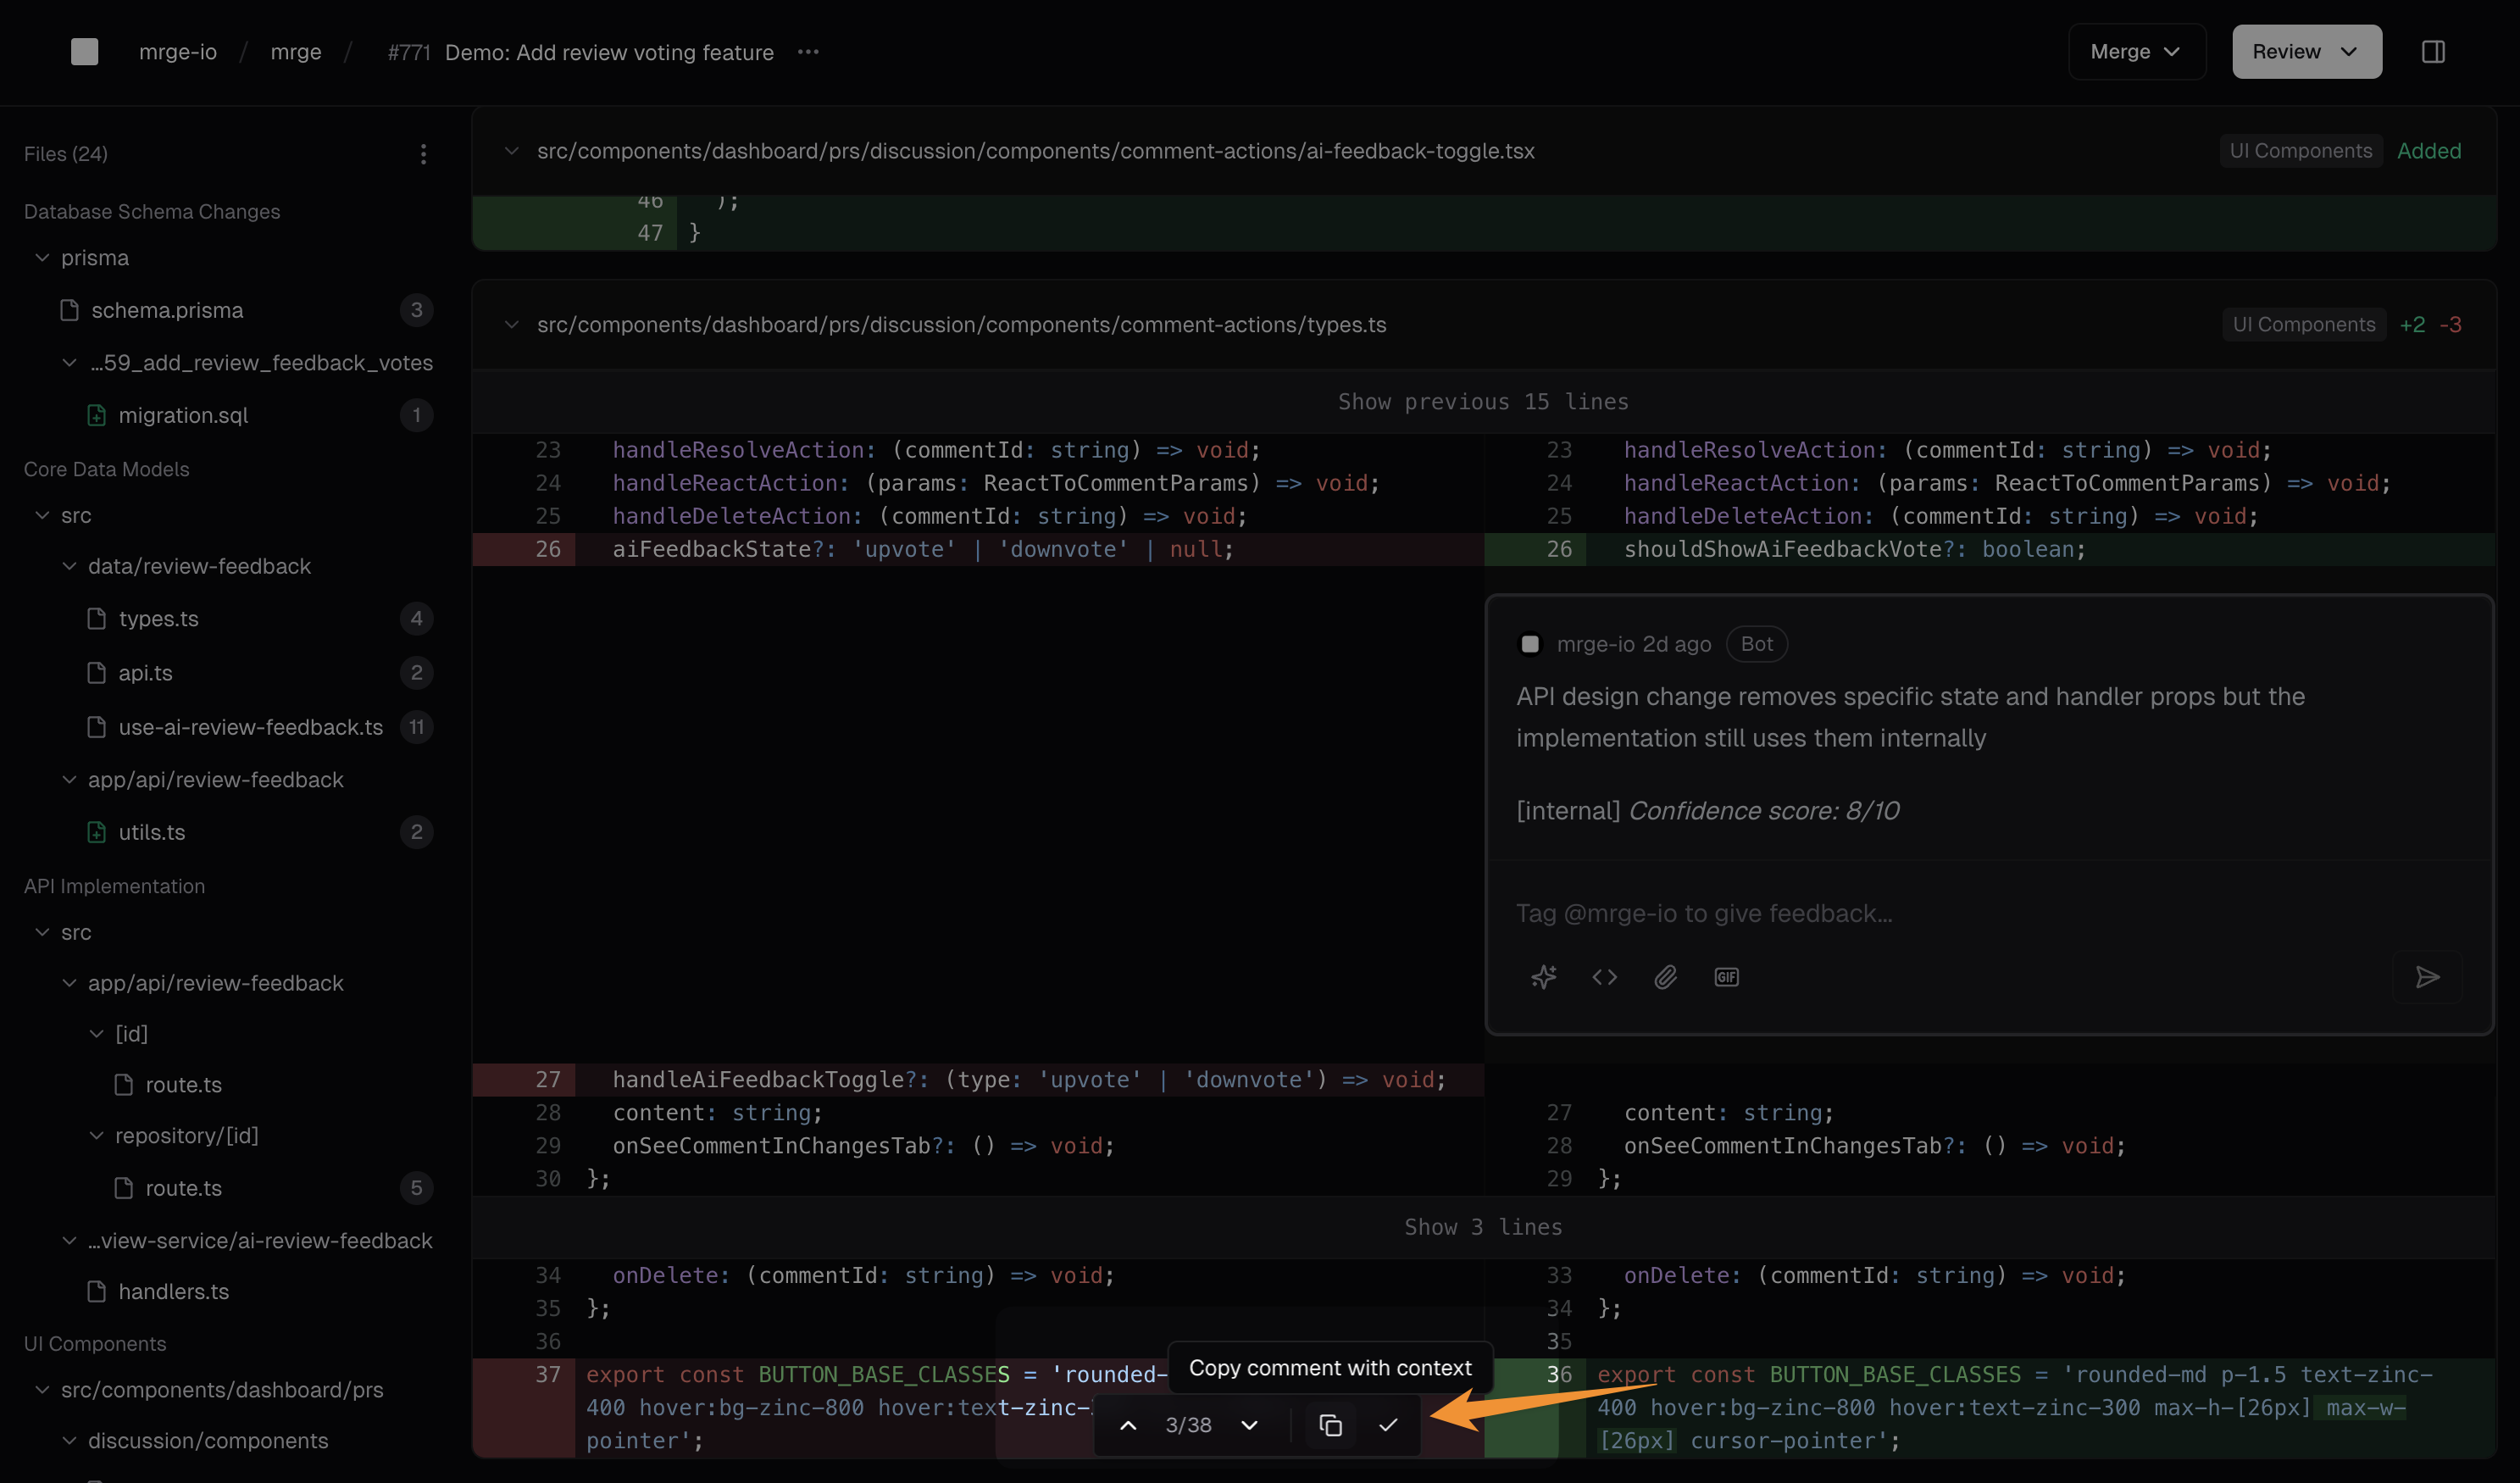 mrge-io / mrge / #771 Demo: Add review voting feature ···
Merge
Review
Files (24)
Database Schema Changes
prisma
schema.prisma 3
...59_add_review_feedback_votes
migration.sql 1
Core Data Models
src
data/review-feedback
types.ts 4
api.ts 2
use-ai-review-feedback.ts 11
app/api/review-feedback
utils.ts 2
API Implementation
src
app/api/review-feedback
[id]
route.ts
repository/[id]
route.ts 5
...view-service/ai-review-feedback
handlers.ts
UI Components
src/components/dashboard/prs
discussion/components
src/components/dashboard/prs/discussion/components/comment-actions/ai-feedback-toggle.tsx UI Components Added
46 );
47 }
src/components/dashboard/prs/discussion/components/comment-actions/types.ts UI Components +2 -3
Show previous 15 lines
23 handleResolveAction: (commentId: string) => void;
24 handleReactAction: (params: ReactToCommentParams) => void;
25 handleDeleteAction: (commentId: string) => void;
26 aiFeedbackState?: 'upvote' | 'downvote' | null;
23 handleResolveAction: (commentId: string) => void;
24 handleReactAction: (params: ReactToCommentParams) => void;
25 handleDeleteAction: (commentId: string) => void;
26 shouldShowAiFeedbackVote?: boolean;
mrge-io 2d ago Bot
API design change removes specific state and handler props but the
implementation still uses them internally
[internal] Confidence score: 8/10
Tag @mrge-io to give feedback...
GIF
27 handleAiFeedbackToggle?: (type: 'upvote' | 'downvote') => void;
28 content: string;
29 onSeeCommentInChangesTab?: () => void;
30 };
27 content: string;
28 onSeeCommentInChangesTab?: () => void;
29 };
Show 3 lines
34 onDelete: (commentId: string) => void;
35 };
36
37 export const BUTTON_BASE_CLASSES = 'rounded-
400 hover:bg-zinc-800 hover:text-zinc-
pointer';
33 onDelete: (commentId: string) => void;
34 };
35
36 export const BUTTON_BASE_CLASSES = 'rounded-md p-1.5 text-zinc-
400 hover:bg-zinc-800 hover:text-zinc-300 max-h-[26px] max-w-
[26px] cursor-pointer';
Copy comment with context
3/38